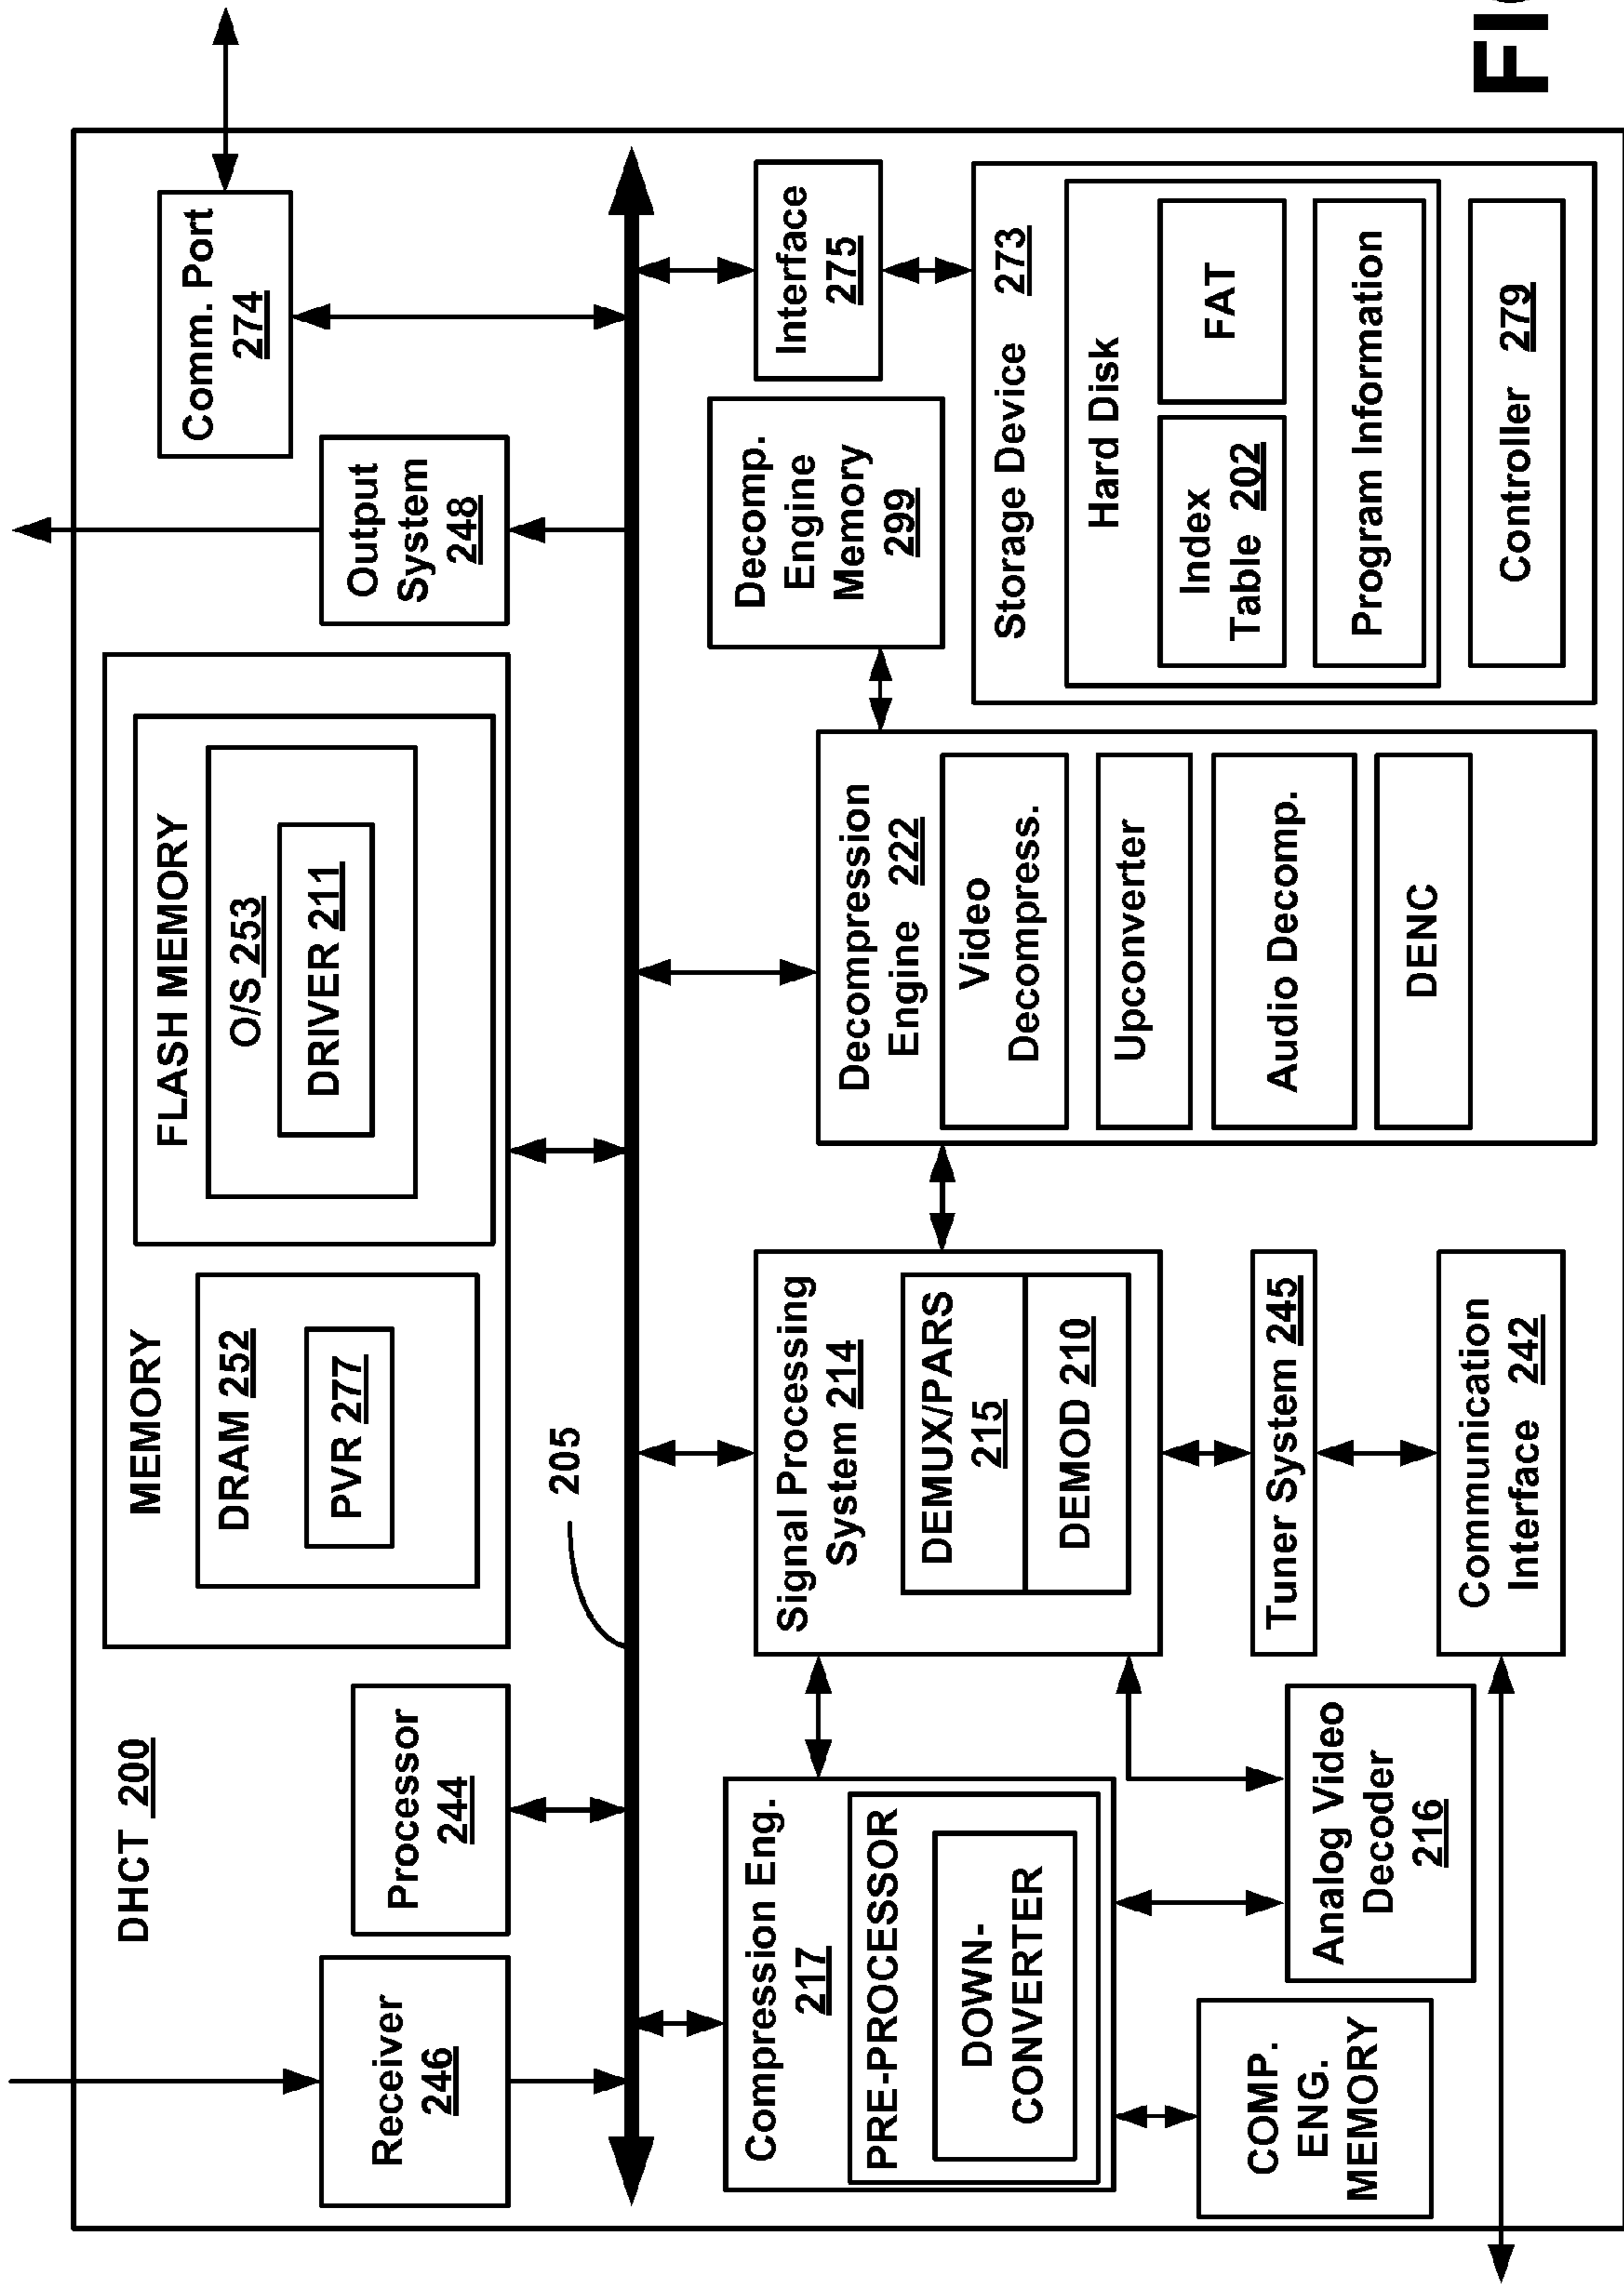 DHCT 200
Receiver
246
Processor
244
MEMORY
DRAM 252
PVR 277
FLASH MEMORY
O/S 253
DRIVER 211
Output
System
248
Comm. Port
274
205
Compression Eng.
217
PRE-PROCESSOR
DOWN-
CONVERTER
COMP.
ENG.
MEMORY
Analog Video
Decoder
216
Signal Processing
System 214
DEMUX/PARS
215
DEMOD 210
Tuner System 245
Communication
Interface 242
Decompression
Engine 222
Video
Decompress.
Upconverter
Audio Decomp.
DENC
Decomp.
Engine
Memory
299
Interface
275
Storage Device 273
Hard Disk
Index
Table 202
FAT
Program Information
Controller 279